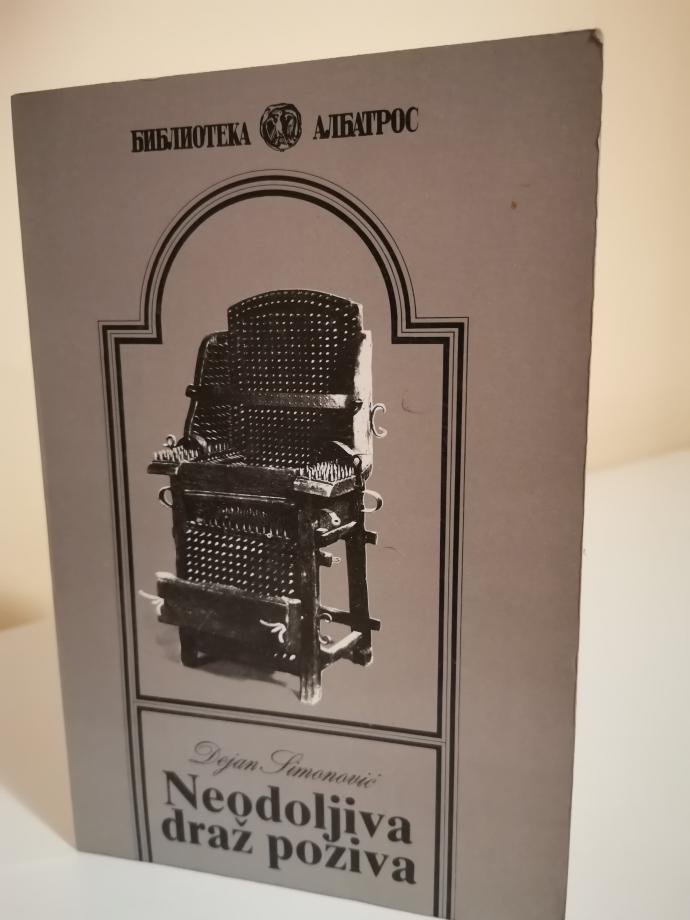 БИБЛИОТЕКА АЛБАТРОС
Dejan Simonović
Neodoljiva
draž poziva